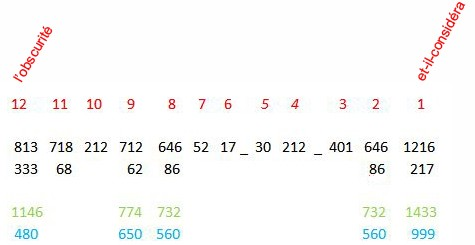 l'obscurité et-il-considéra
12 11 10 9 8 7 6 5 4 3 2 1
813 718 212 712 646 52 17 _ 30 212 _ 401 646 1216
333 68 62 86 86 217
1146 774 732 732 1433
480 650 560 560 999